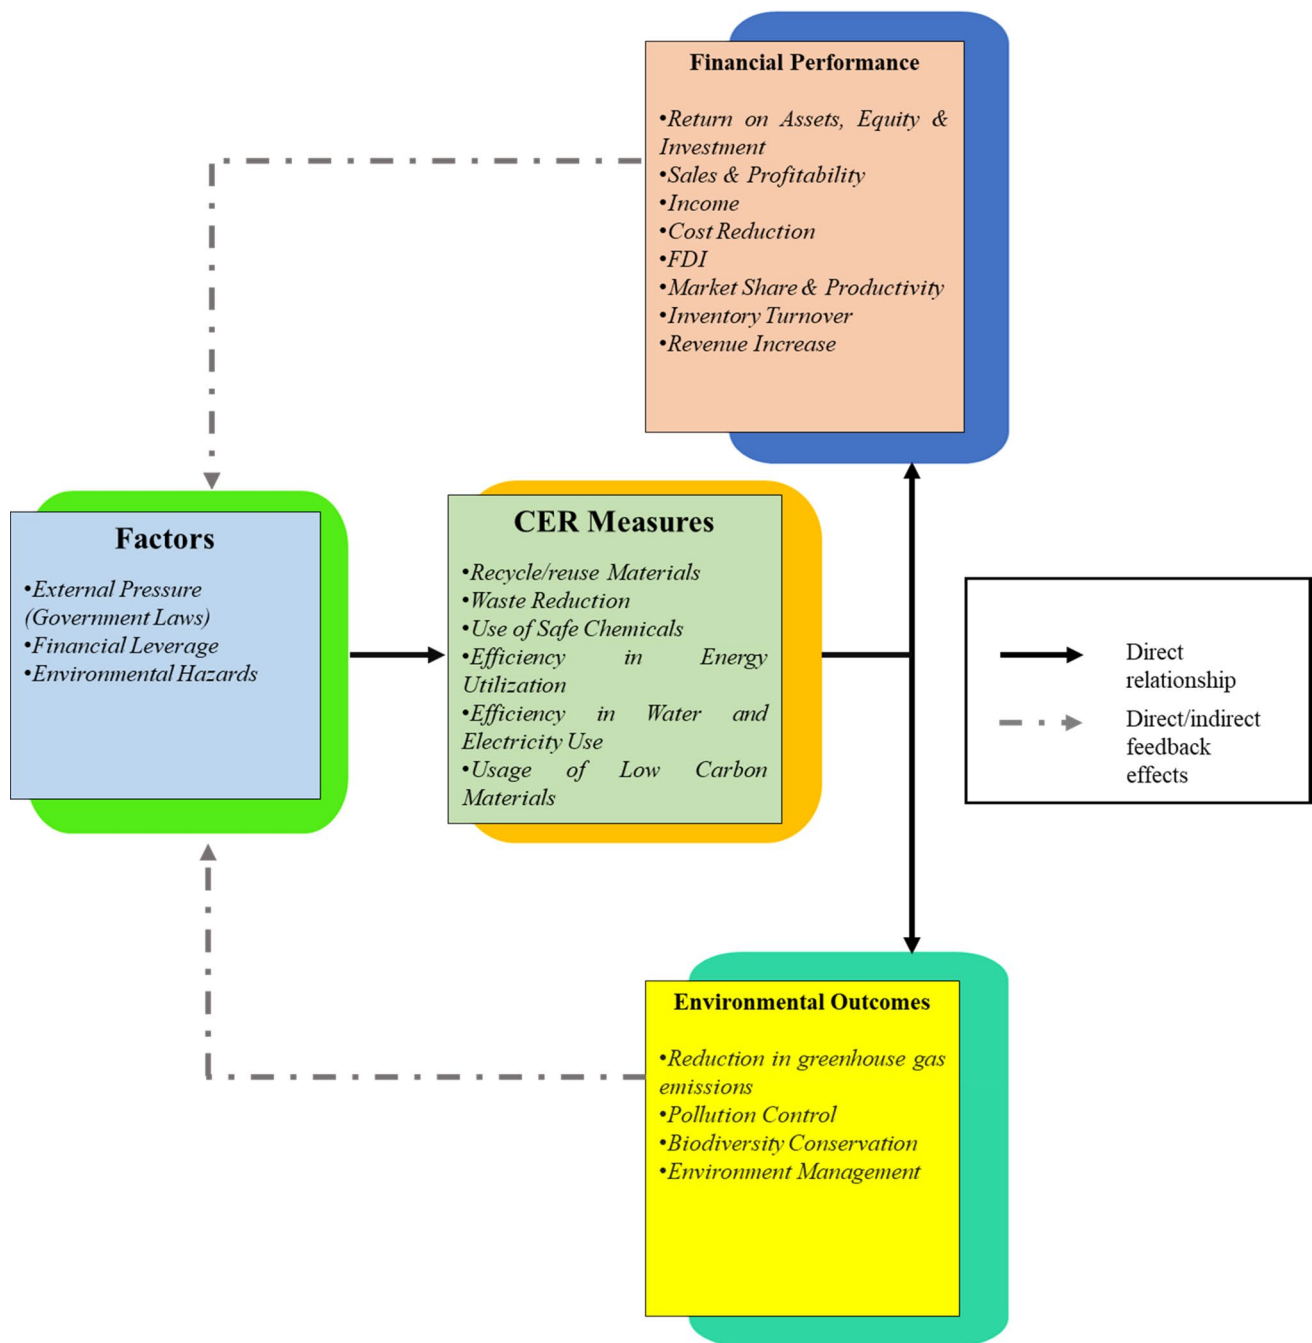 Financial Performance
•Return on Assets, Equity &
Investment
•Sales & Profitability
•Income
•Cost Reduction
•FDI
•Market Share & Productivity
•Inventory Turnover
•Revenue Increase
Factors
•External Pressure
(Government Laws)
•Financial Leverage
•Environmental Hazards
CER Measures
•Recycle/reuse Materials
•Waste Reduction
•Use of Safe Chemicals
•Efficiency in Energy
Utilization
•Efficiency in Water and
Electricity Use
•Usage of Low Carbon
Materials
Direct
relationship
Direct/indirect
feedback
effects
Environmental Outcomes
•Reduction in greenhouse gas
emissions
•Pollution Control
•Biodiversity Conservation
•Environment Management